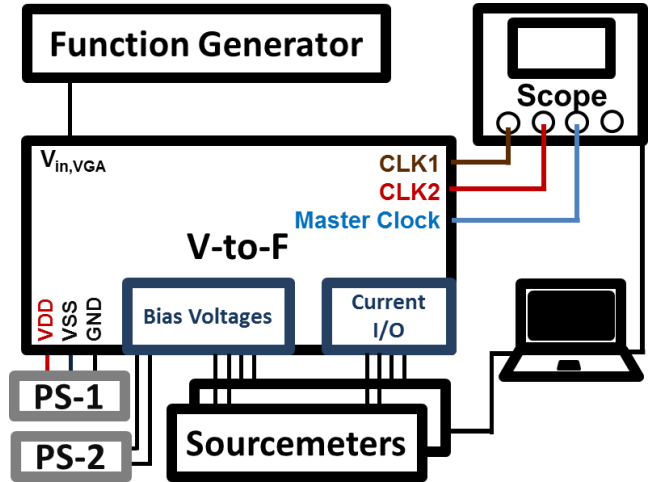 Function Generator
Scope
Vin,VGA
CLK1
CLK2
Master Clock
V-to-F
VDD
VSS
GND
Bias Voltages
Current
I/O
PS-1
PS-2
Sourcemeters